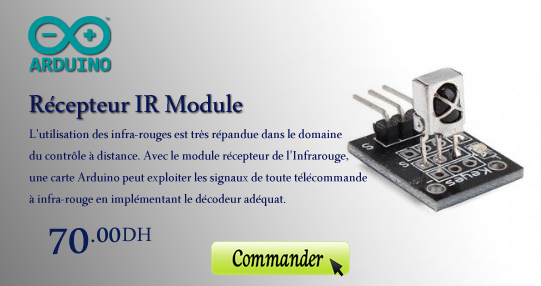 ARDUINO
Récepteur IR Module
L'utilisation des infra-rouges est très répandue dans le domaine
du contrôle à distance. Avec le module récepteur de l'Infrarouge,
une carte Arduino peut exploiter les signaux de toute télécommande
à infra-rouge en implémentant le décodeur adéquat.
70.00DH
Commander
S
S
Keyes